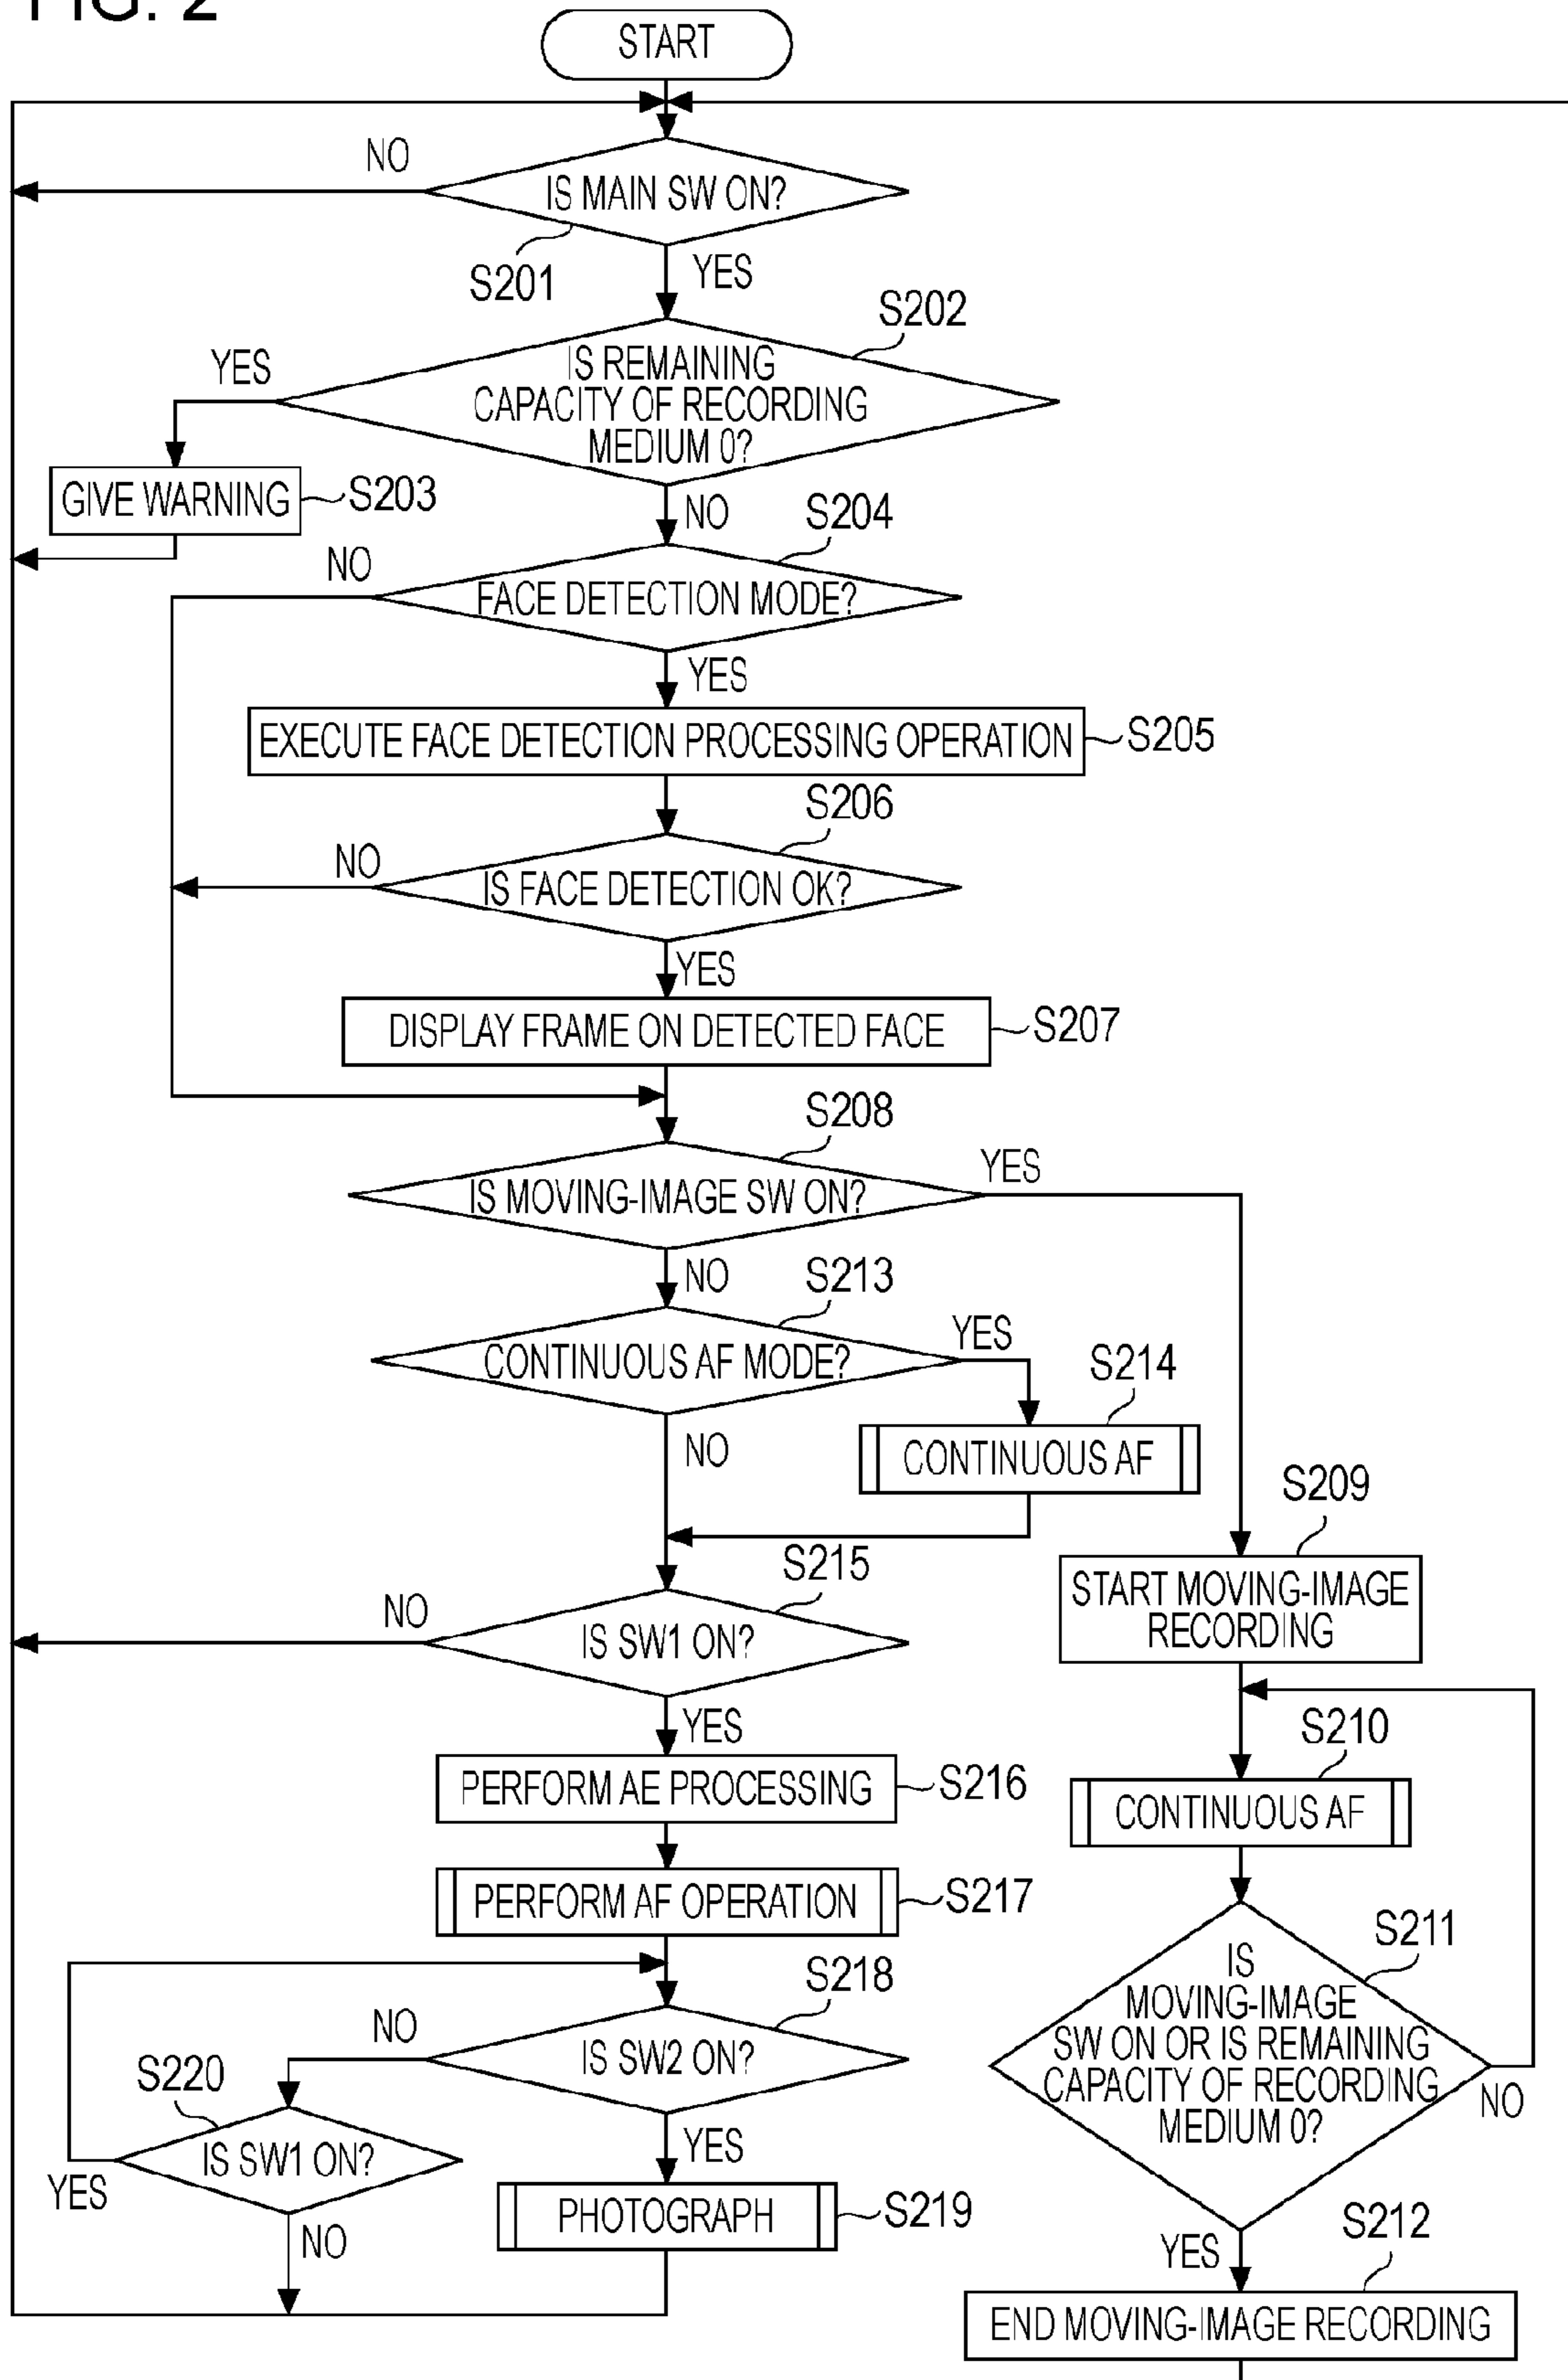 FIG. 2
START
NO
IS MAIN SW ON?
S201
YES
S202
YES
IS REMAINING
CAPACITY OF RECORDING
MEDIUM 0?
GIVE WARNING
S203
NO
S204
NO
FACE DETECTION MODE?
YES
EXECUTE FACE DETECTION PROCESSING OPERATION
S205
S206
NO
IS FACE DETECTION OK?
YES
DISPLAY FRAME ON DETECTED FACE
S207
S208
YES
IS MOVING-IMAGE SW ON?
NO
S213
YES
CONTINUOUS AF MODE?
S214
NO
CONTINUOUS AF
S209
START MOVING-IMAGE
RECORDING
S215
NO
IS SW1 ON?
YES
S210
PERFORM AE PROCESSING
S216
CONTINUOUS AF
PERFORM AF OPERATION
S217
S211
IS
MOVING-IMAGE
SW ON OR IS REMAINING
CAPACITY OF RECORDING
MEDIUM 0?
NO
S218
NO
IS SW2 ON?
S220
IS SW1 ON?
YES
YES
PHOTOGRAPH
S219
NO
YES
S212
END MOVING-IMAGE RECORDING